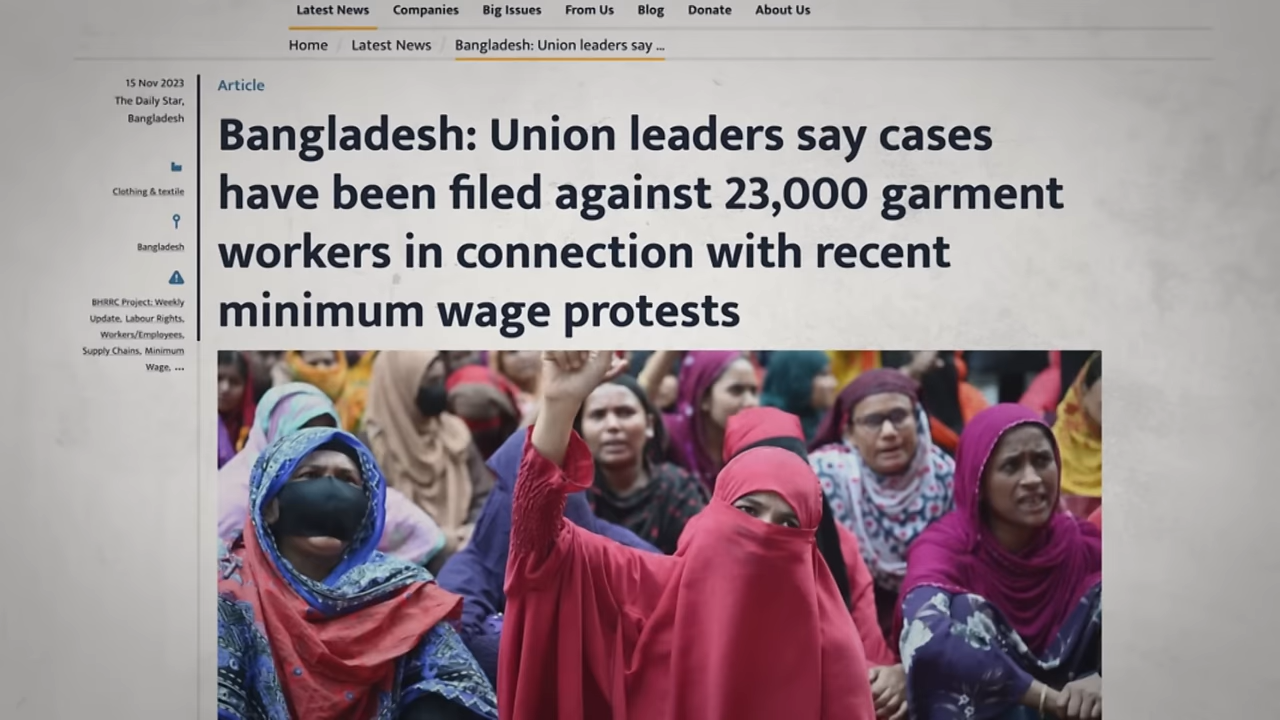 Latest News Companies Big Issues From Us Blog Donate About Us
Home / Latest News / Bangladesh: Union leaders say ...
15 Nov 2023
The Daily Star,
Bangladesh
Clothing & textile
Bangladesh
BHRRC Project: Weekly
Update, Labour Rights,
Workers/Employees,
Supply Chains, Minimum
Wage, ...
Article
Bangladesh: Union leaders say cases
have been filed against 23,000 garment
workers in connection with recent
minimum wage protests